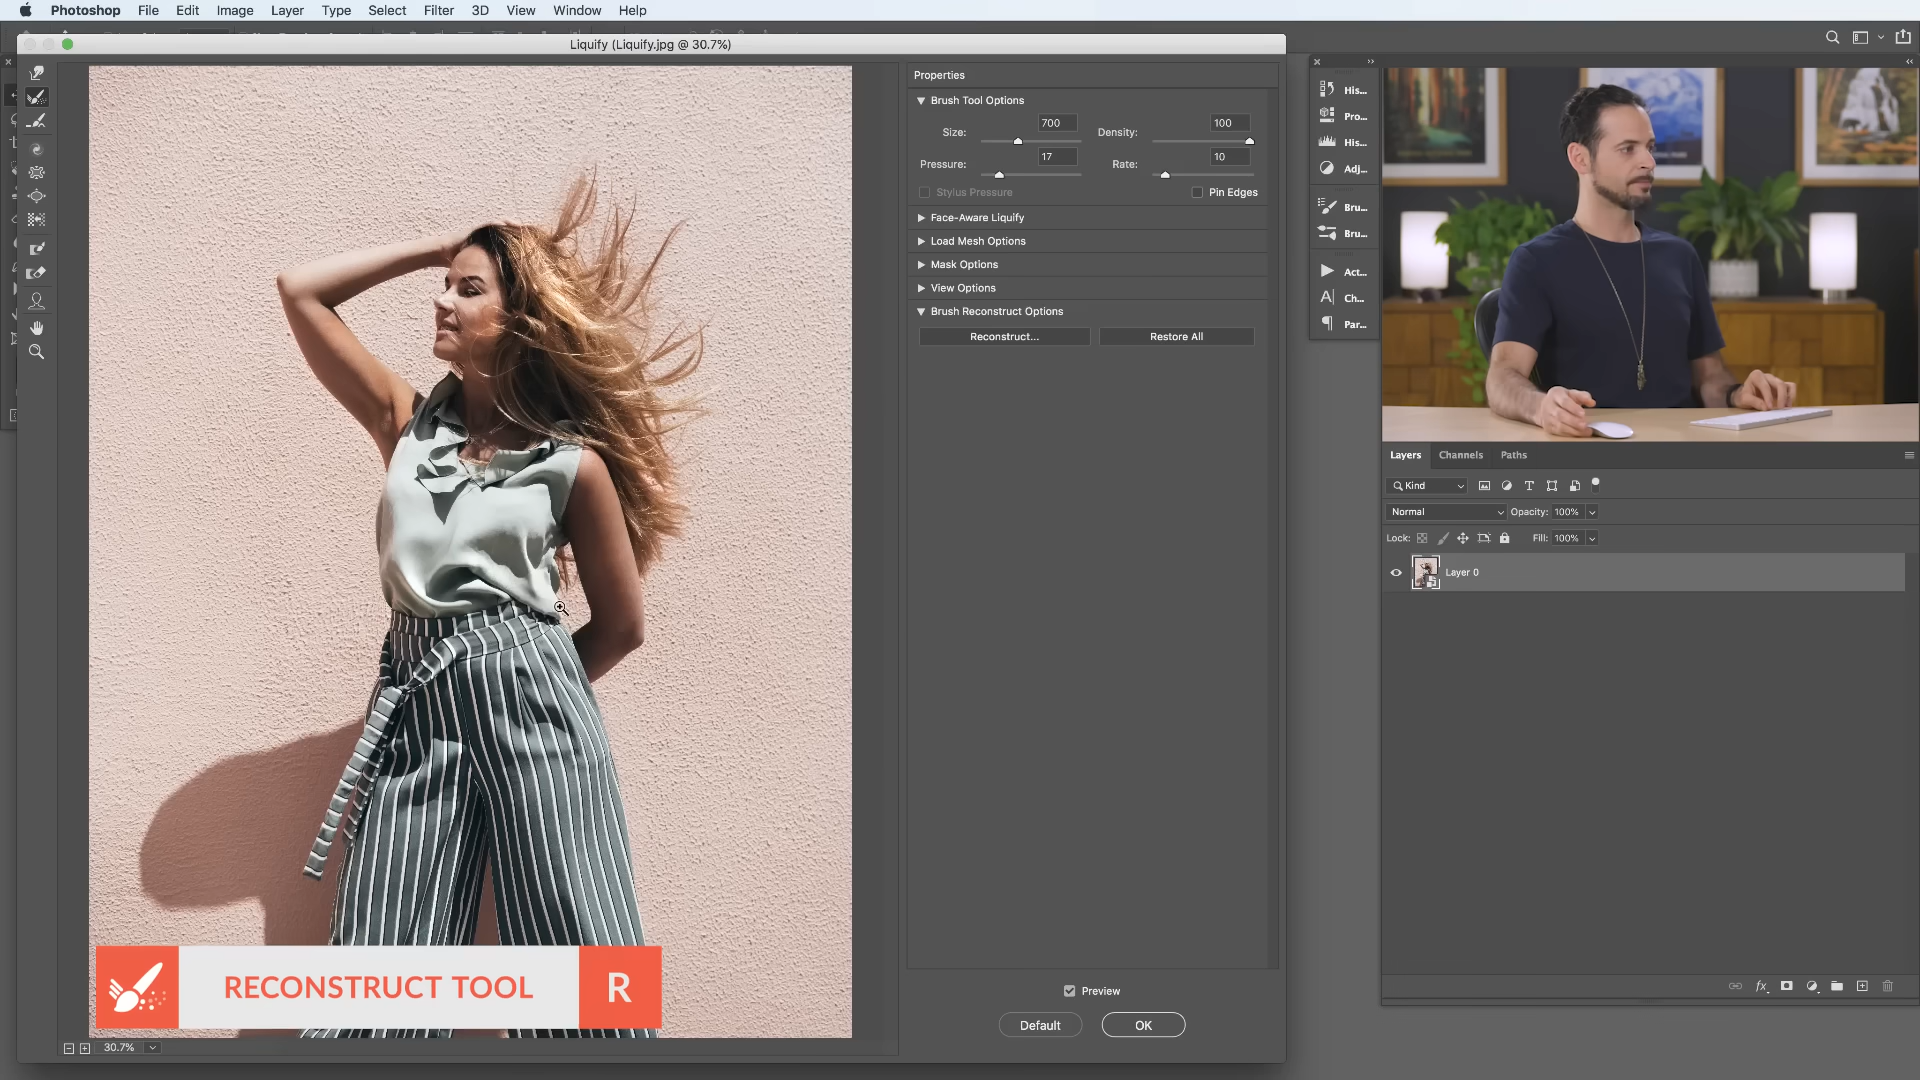 Photoshop File Edit Image Layer Type Select Filter 3D View Window Help
Liquify (Liquify.jpg @ 30.7%)
Properties
Brush Tool Options
Size: 700 Density: 100
Pressure: 17 Rate: 10
Stylus Pressure Pin Edges
Face-Aware Liquify
Load Mesh Options
Mask Options
View Options
Brush Reconstruct Options
Reconstruct... Restore All
Preview
Default OK
30.7%
RECONSTRUCT TOOL R
His...
Pro...
His...
Adj...
Bru...
Bru...
Act...
Ch...
Par...
Layers Channels Paths
Kind
Normal Opacity: 100%
Lock: Fill: 100%
Layer 0
fx